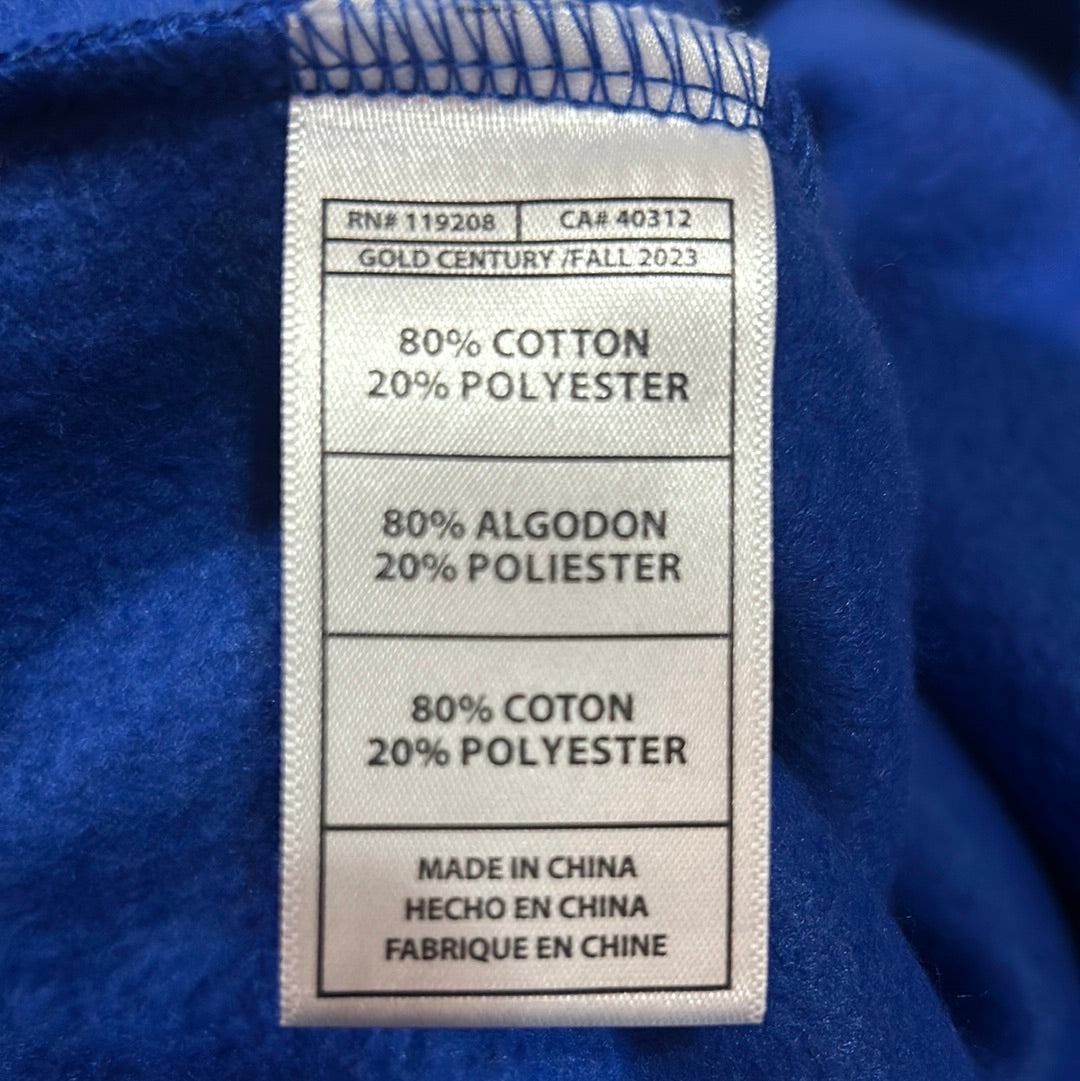 RN# 119208 CA# 40312
GOLD CENTURY /FALL 2023
80% COTTON
20% POLYESTER
80% ALGODON
20% POLIESTER
80% COTON
20% POLYESTER
MADE IN CHINA
HECHO EN CHINA
FABRIQUE EN CHINE